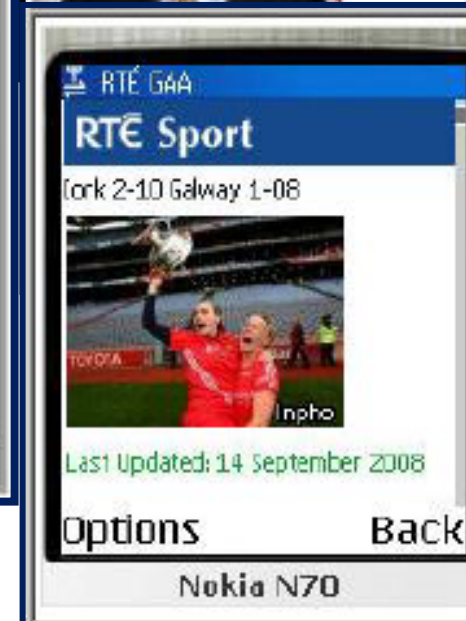 RTÉ GAA
RTÉ Sport
Cork 2-10 Galway 1-08
TOYOTA
Inpho
Last Updated: 14 September 2008
Options
Back
Nokia N70